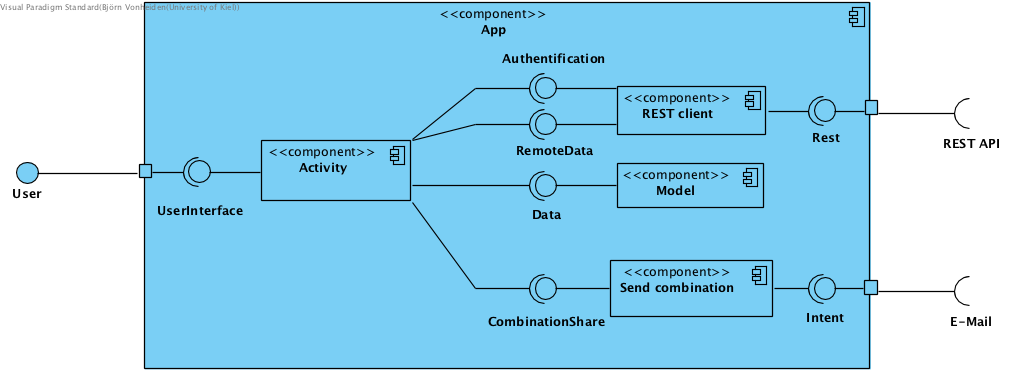 Visual Paradigm Standard(Björn Vonheiden(University of Kiel))
<<component>>
App
Authentification
<<component>>
REST client
Rest
REST API
RemoteData
<<component>>
Activity
User
UserInterface
<<component>>
Model
Data
<<component>>
Send combination
CombinationShare
Intent
E-Mail